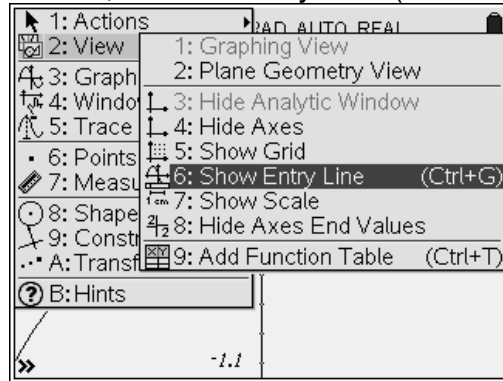 1: Actions
RAD AUTO REAL
2: View
1: Graphing View
2: Plane Geometry View
3: Graph
3: Hide Analytic Window
4: Windo
4: Hide Axes
5: Trace
5: Show Grid
6: Points
6: Show Entry Line (Ctrl+G)
7: Measu
7: Show Scale
8: Shape
8: Hide Axes End Values
9: Constr
9: Add Function Table (Ctrl+T)
A: Transf
B: Hints
-1.1